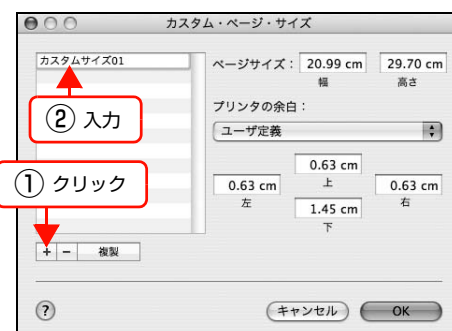 カスタム・ページ・サイズ
カスタムサイズ01
② 入力
① クリック
+ − 複製
ページサイズ： 20.99 cm 29.70 cm
幅 高さ
プリンタの余白：
ユーザ定義
0.63 cm
上
0.63 cm 0.63 cm
左 右
1.45 cm
下
? キャンセル OK